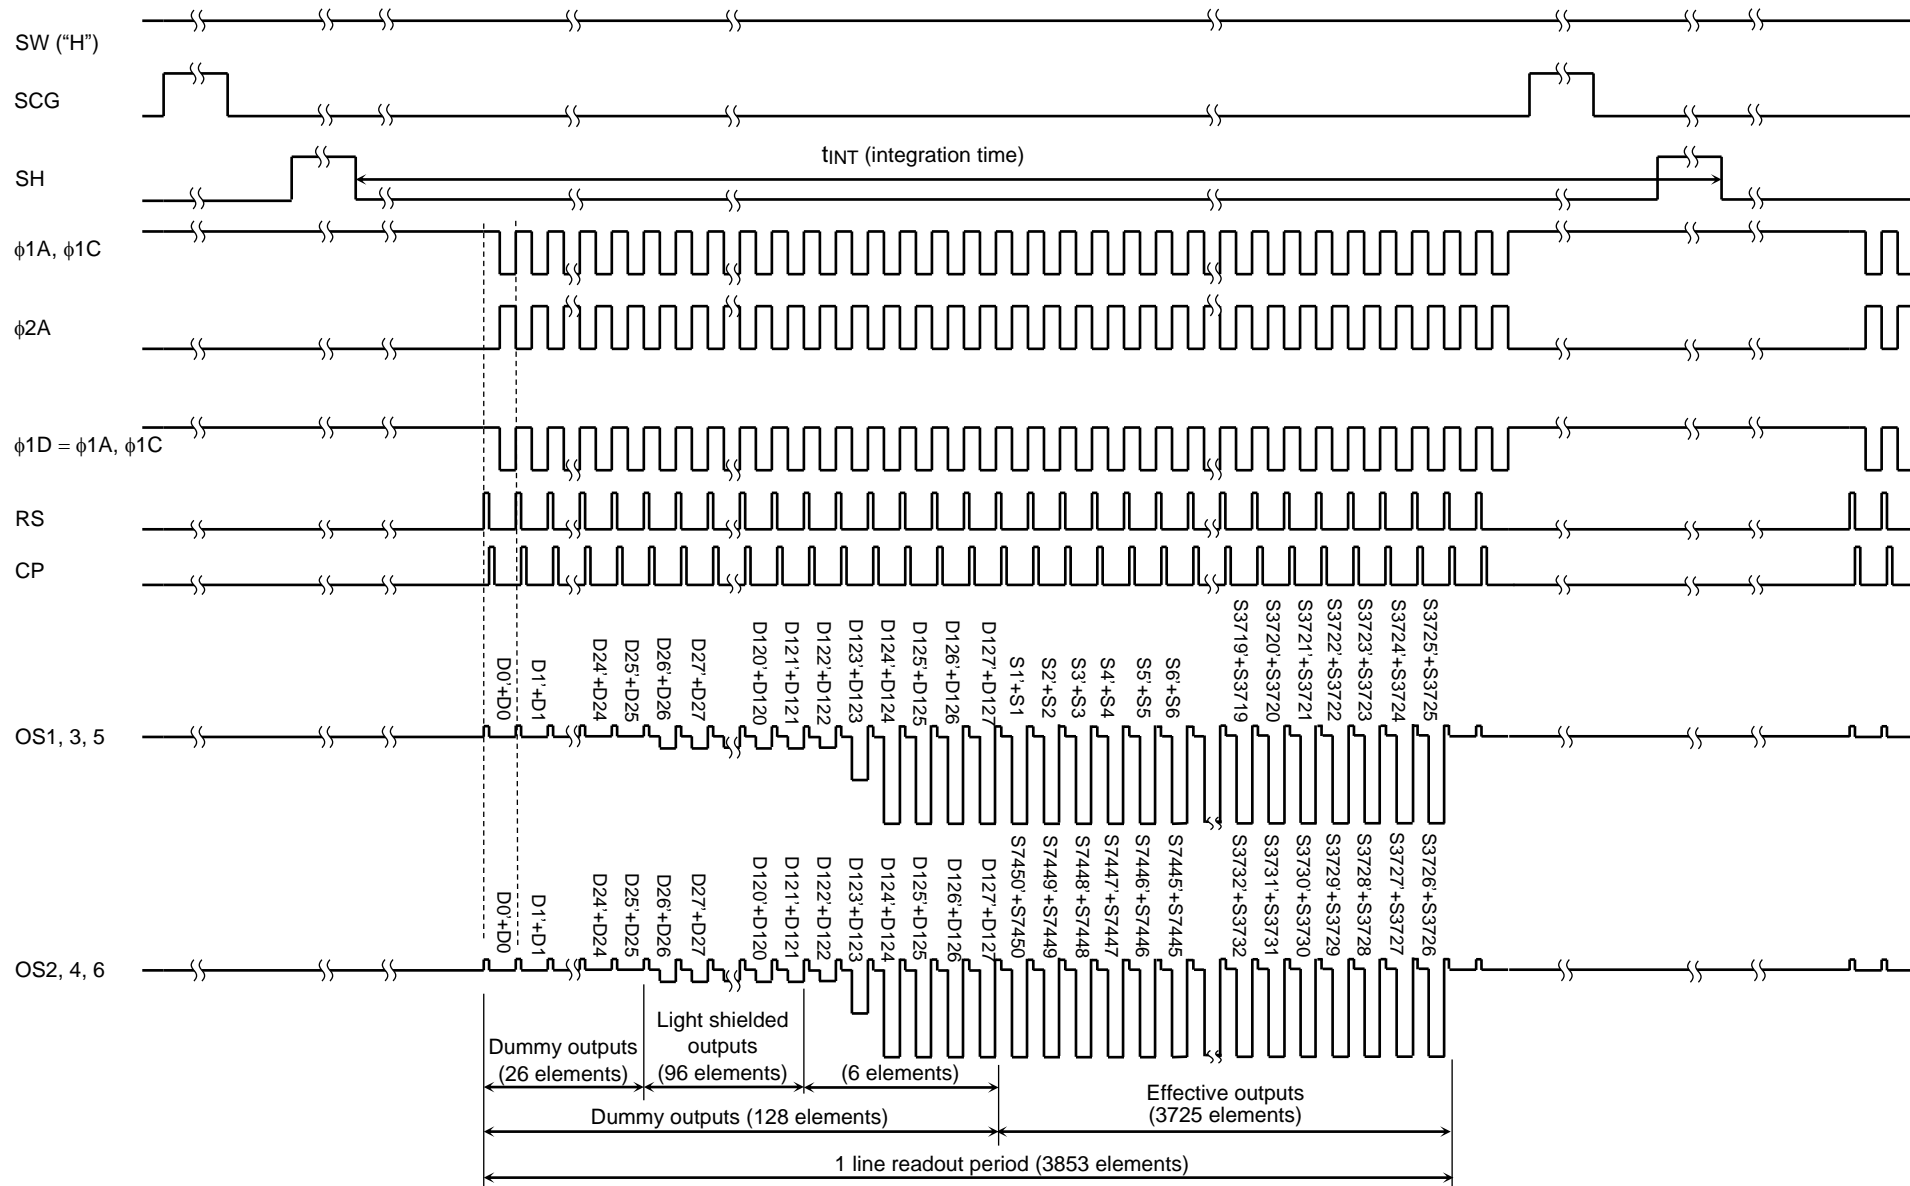 SW (“H”)
SCG
SH
tINT (integration time)
ϕ1A, ϕ1C
ϕ2A
ϕ1D = ϕ1A, ϕ1C
RS
CP
OS1, 3, 5
D0’+D0
D1’+D1
D24’+D24
D25’+D25
D26’+D26
D27’+D27
D120’+D120
D121’+D121
D122’+D122
D123’+D123
D124’+D124
D125’+D125
D126’+D126
D127’+D127
S1’+S1
S2’+S2
S3’+S3
S4’+S4
S5’+S5
S6’+S6
S3719’+S3719
S3720’+S3720
S3721’+S3721
S3722’+S3722
S3723’+S3723
S3724’+S3724
S3725’+S3725
OS2, 4, 6
D0’+D0
D1’+D1
D24’+D24
D25’+D25
D26’+D26
D27’+D27
D120’+D120
D121’+D121
D122’+D122
D123’+D123
D124’+D124
D125’+D125
D126’+D126
D127’+D127
S7450’+S7450
S7449’+S7449
S7448’+S7448
S7447’+S7447
S7446’+S7446
S7445’+S7445
S3732’+S3732
S3731’+S3731
S3730’+S3730
S3729’+S3729
S3728’+S3728
S3727’+S3727
S3726’+S3726
Dummy outputs
(26 elements)
Light shielded
outputs
(96 elements)
(6 elements)
Effective outputs
(3725 elements)
Dummy outputs (128 elements)
1 line readout period (3853 elements)